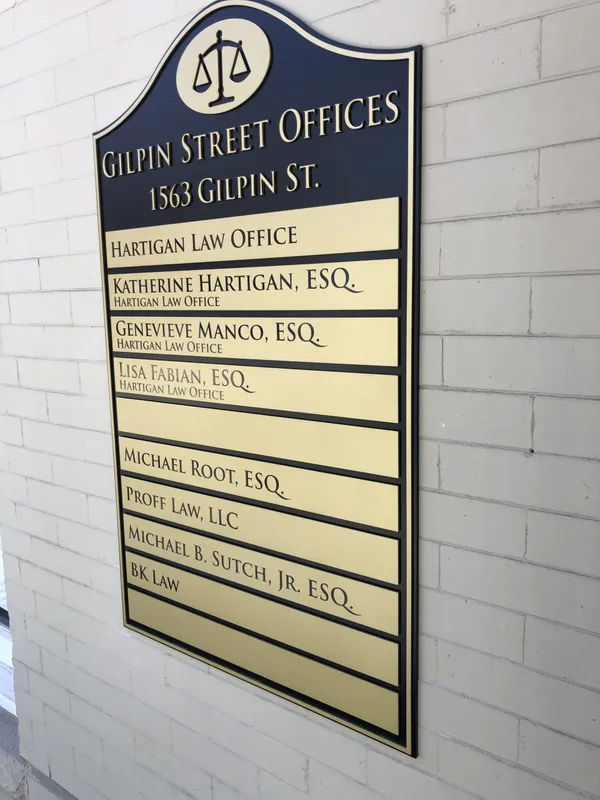 GILPIN STREET OFFICES
1563 GILPIN ST.
HARTIGAN LAW OFFICE
KATHERINE HARTIGAN, ESQ.
HARTIGAN LAW OFFICE
GENEVIEVE MANCO, ESQ.
HARTIGAN LAW OFFICE
LISA FABIAN, ESQ.
HARTIGAN LAW OFFICE
MICHAEL ROOT, ESQ.
PROFF LAW, LLC
MICHAEL B. SUTCH, JR. ESQ.
BK LAW